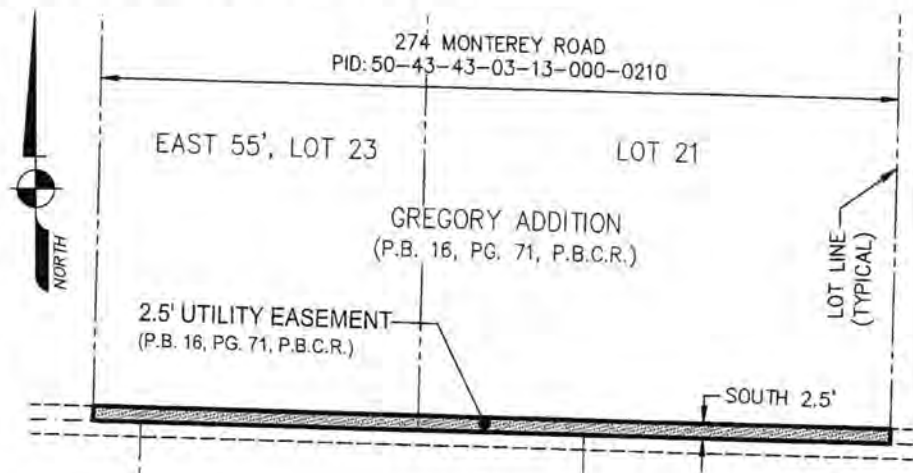 274 MONTEREY ROAD
PID: 50-43-43-03-13-000-0210
EAST 55', LOT 23
LOT 21
GREGORY ADDITION
(P.B. 16, PG. 71, P.B.C.R.)
LOT LINE
(TYPICAL)
NORTH
2.5' UTILITY EASEMENT
(P.B. 16, PG. 71, P.B.C.R.)
SOUTH 2.5'